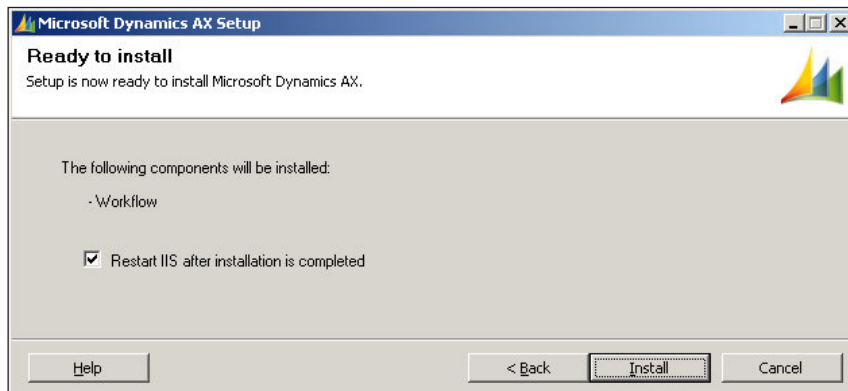 Microsoft Dynamics AX Setup
Ready to install
Setup is now ready to install Microsoft Dynamics AX.
The following components will be installed:
- Workflow
Restart IIS after installation is completed
Help
< Back
Install
Cancel